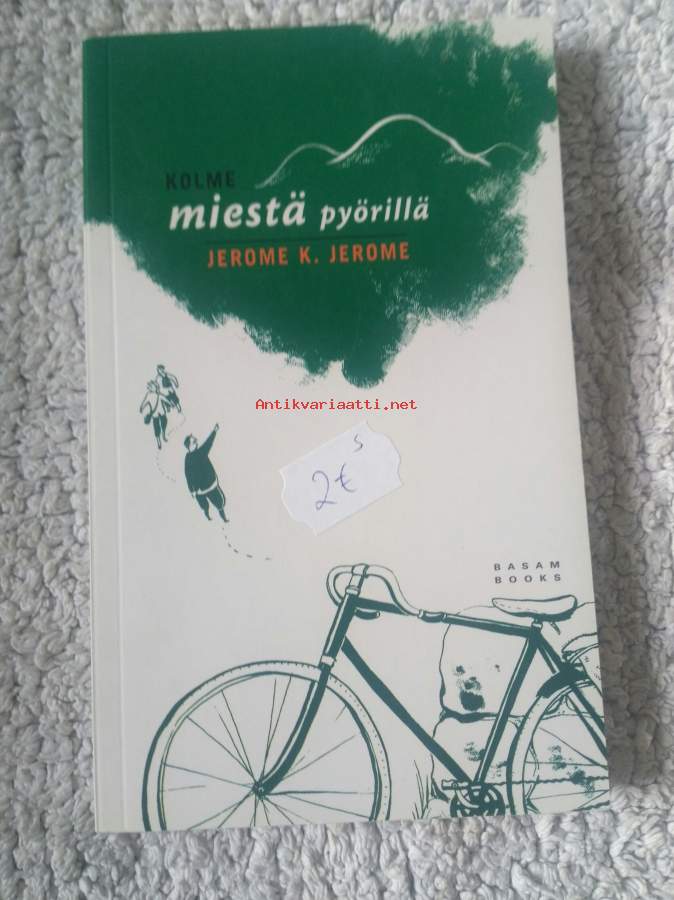 KOLME
miestä pyörillä
JEROME K. JEROME
Antikvariaatti.net
s
2€
BASAM
BOOKS